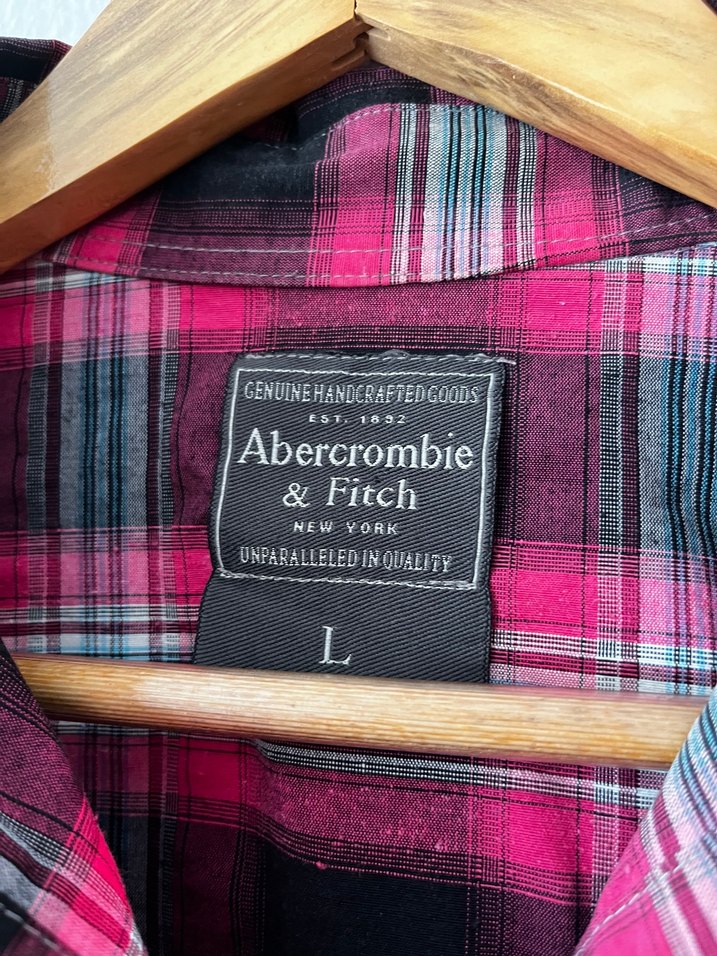 GENUINE HANDCRAFTED GOODS
EST. 1892
Abercrombie
& Fitch
NEW YORK
UNPARALLELED IN QUALITY
L